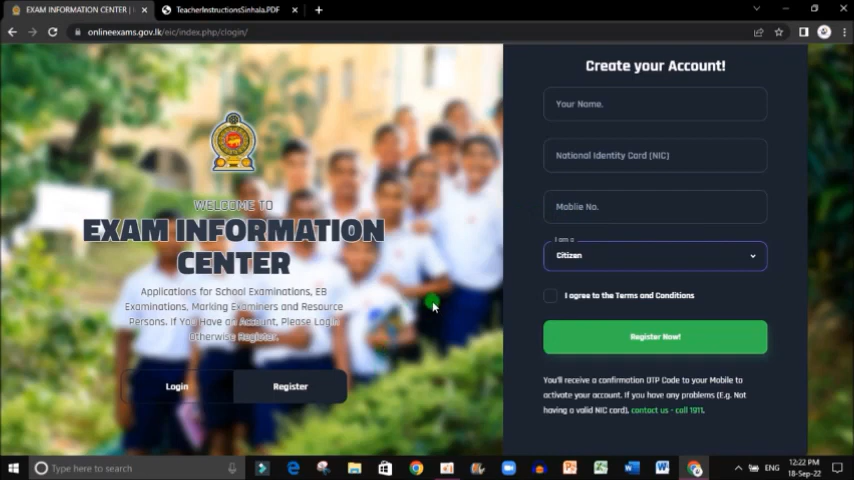 EXAM INFORMATION CENTER | I
TeacherInstructionsSinhala.PDF
onlineexams.gov.lk/eic/index.php/clogin/
WELCOME TO
EXAM INFORMATION
CENTER
Applications for School Examinations, EB
Examinations, Marking Examiners and Resource
Persons. If You Have an Account, Please Login
Otherwise Register.
Login
Register
Create your Account!
Your Name.
National Identity Card (NIC)
Moblie No.
I am a
Citizen
I agree to the Terms and Conditions
Register Now!
You'll receive a confirmation OTP Code to your Mobile to
activate your account. If you have any problems (E.g. Not
having a valid NIC card), contact us - call 1911.
Type here to search
ENG
12:22 PM
18-Sep-22